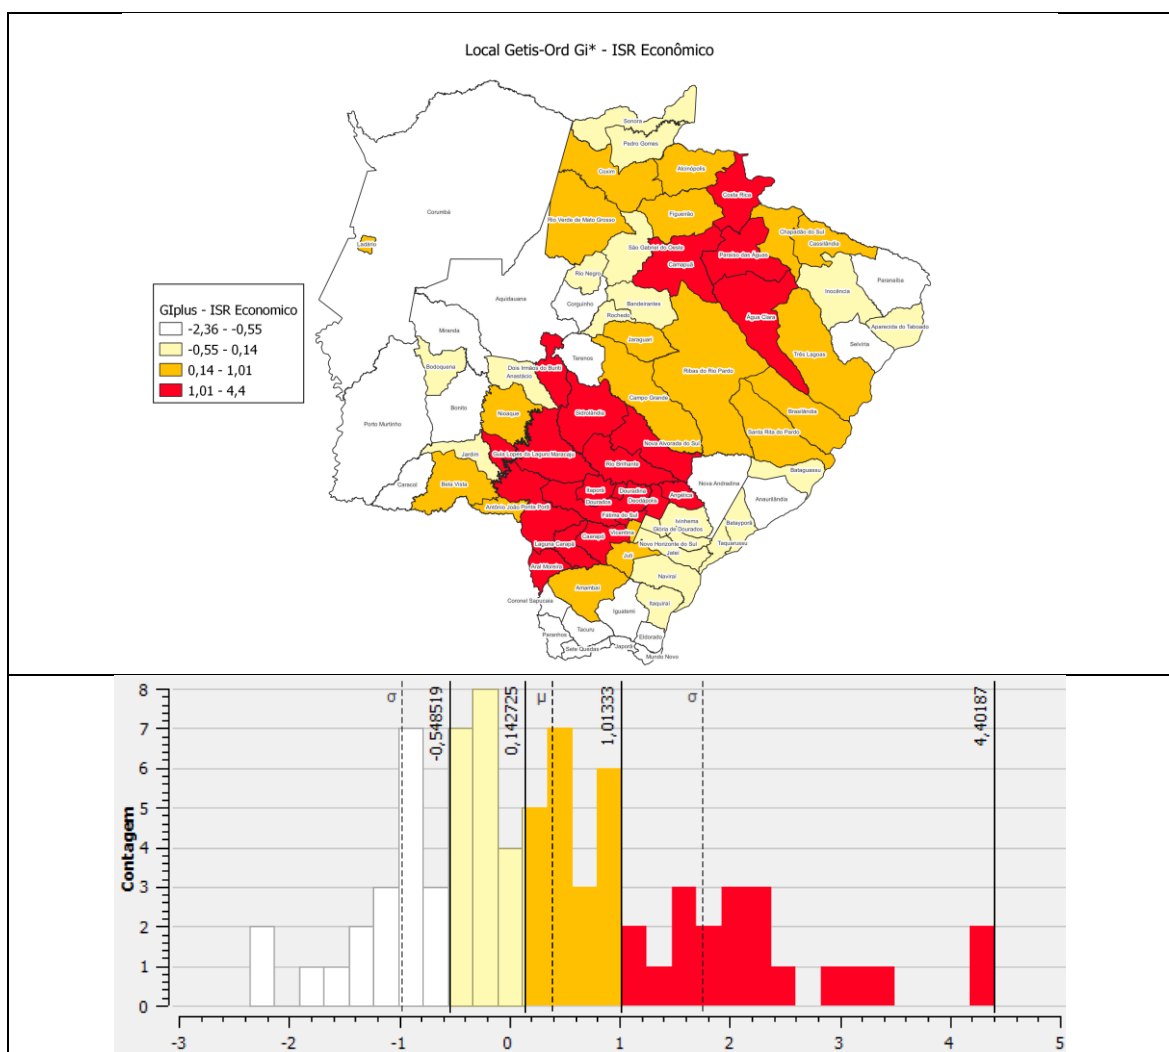 Local Getis-Ord Gi* - ISR Econômico
Sonora
Pedro Gomes
Coxim
Alcinópolis
Costa Rica
Corumbá
Rio Verde de Mato Grosso
Figueirão
Ladário
Chapadão do Sul
Cassilândia
São Gabriel do Oeste
Camapuã
Paraíso das Águas
Rio Negro
Paranaíba
Inocência
GIplus - ISR Economico
-2,36 - -0,55
-0,55 - 0,14
0,14 - 1,01
1,01 - 4,4
Aquidauana
Corguinho
Bandeirantes
Rochedo
Água Clara
Aparecida do Taboado
Miranda
Jaraguari
Selvíria
Terenos
Três Lagoas
Bodoquena
Dois Irmãos do Buriti
Anastácio
Ribas do Rio Pardo
Campo Grande
Bonito
Nioaque
Sidrolândia
Brasilândia
Porto Murtinho
Santa Rita do Pardo
Nova Alvorada do Sul
Jardim
Guia Lopes da Laguna
Maracaju
Rio Brilhante
Bataguassu
Caracol
Bela Vista
Nova Andradina
Itaporã
Douradina
Angélica
Anaurilândia
Antônio João
Ponta Porã
Dourados
Deodápolis
Fátima do Sul
Ivinhema
Glória de Dourados
Batayporã
Vicentina
Caarapó
Laguna Carapã
Novo Horizonte do Sul
Taquarussu
Juti
Jateí
Aral Moreira
Naviraí
Amambai
Coronel Sapucaia
Iguatemi
Itaquiraí
Paranhos
Tacuru
Eldorado
Sete Quedas
Japorã
Mundo Novo
Contagem
8
7
6
5
4
3
2
1
0
σ
-0,548519
0,142725
μ
1,01333
σ
4,40187
-3
-2
-1
0
1
2
3
4
5